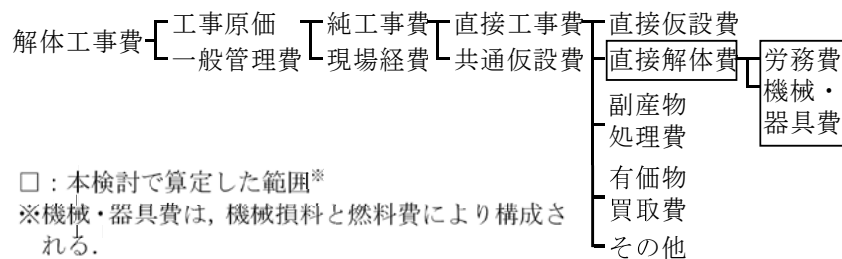 解体工事費
工事原価
一般管理費
純工事費
現場経費
直接工事費
共通仮設費
直接仮設費
直接解体費
副産物
処理費
有価物
買取費
その他
労務費
機械・
器具費
□：本検討で算定した範囲※
※機械・器具費は，機械損料と燃料費により構成さ
れる．